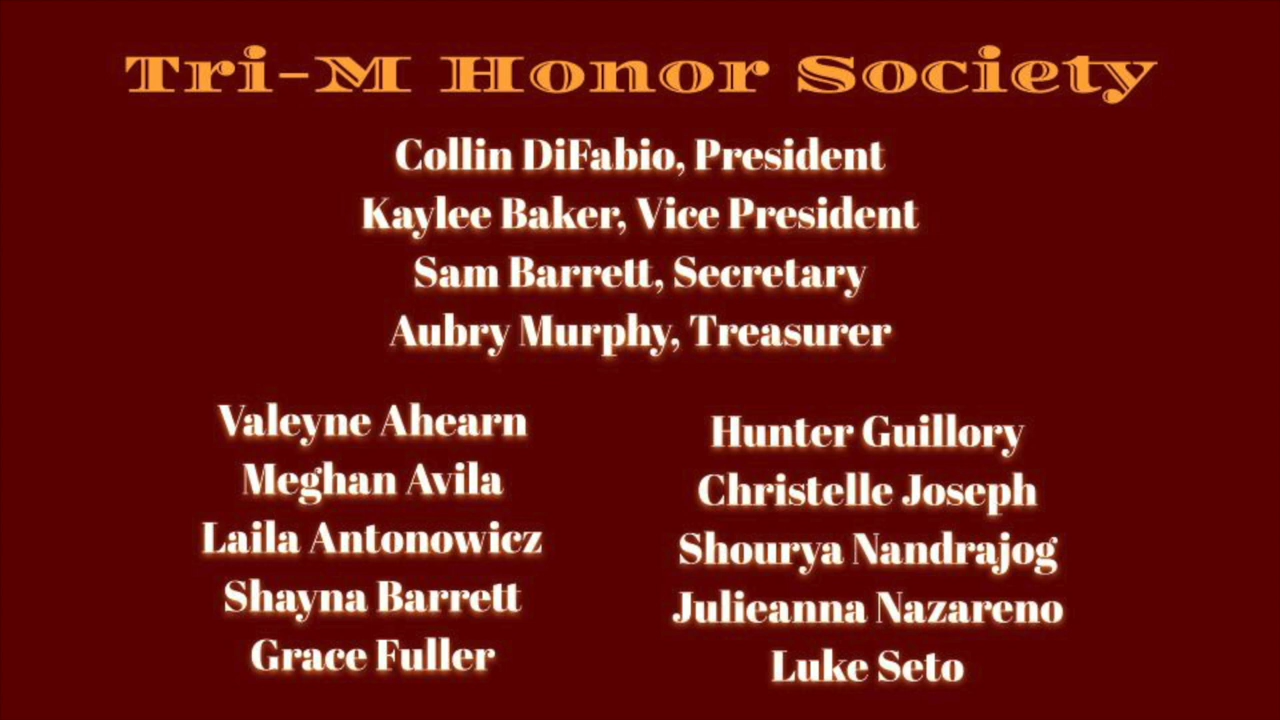 Tri-M Honor Society
Collin DiFabio, President
Kaylee Baker, Vice President
Sam Barrett, Secretary
Aubry Murphy, Treasurer
Valeyne Ahearn
Meghan Avila
Laila Antonowicz
Shayna Barrett
Grace Fuller
Hunter Guillory
Christelle Joseph
Shourya Nandrajog
Julieanna Nazareno
Luke Seto